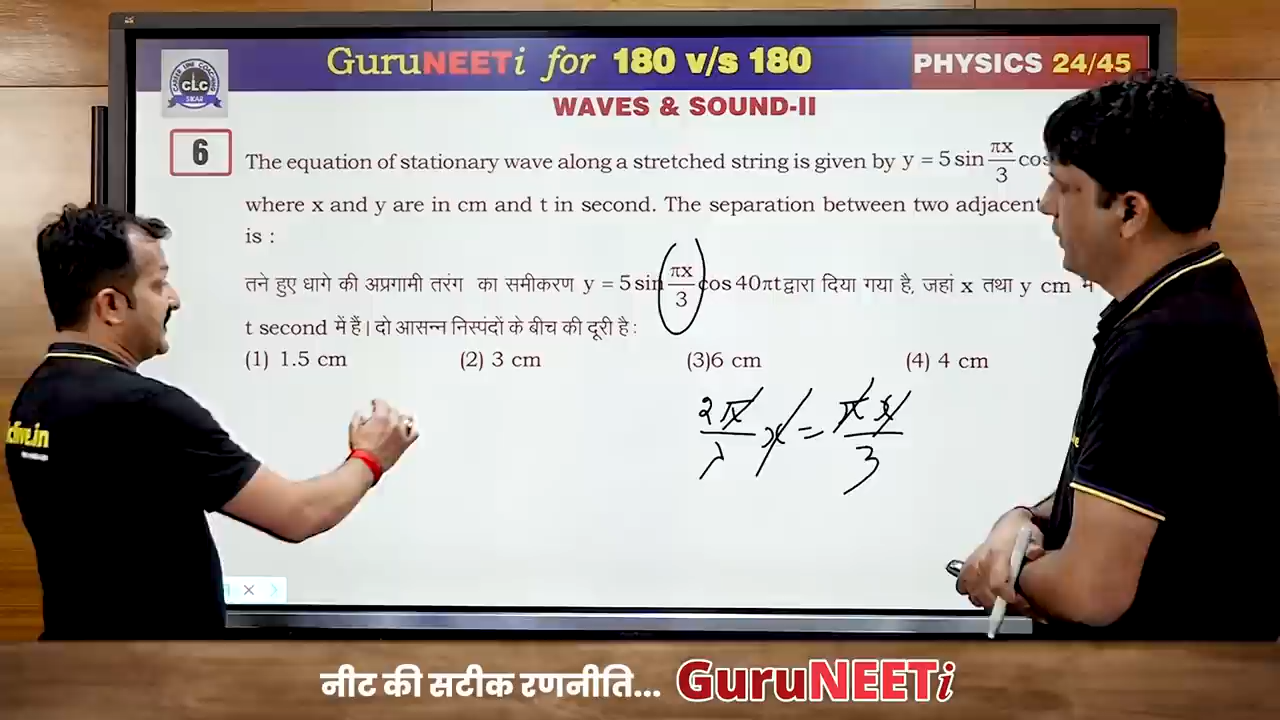 GuruNEETi for 180 v/s 180
PHYSICS 24/45
CLC
SIKAR
WAVES & SOUND-II
6
The equation of stationary wave along a stretched string is given by y = 5 sin πx/3 cos
where x and y are in cm and t in second. The separation between two adjacent
is :
तने हुए धागे की अप्रगामी तरंग का समीकरण y = 5 sin πx/3 cos 40πt द्वारा दिया गया है, जहां x तथा y cm में
t second में हैं। दो आसन्न निस्पंदों के बीच की दूरी है :
(1) 1.5 cm (2) 3 cm (3)6 cm (4) 4 cm
2π/λ x = πx/3
नीट की सटीक रणनीति... GuruNEETi